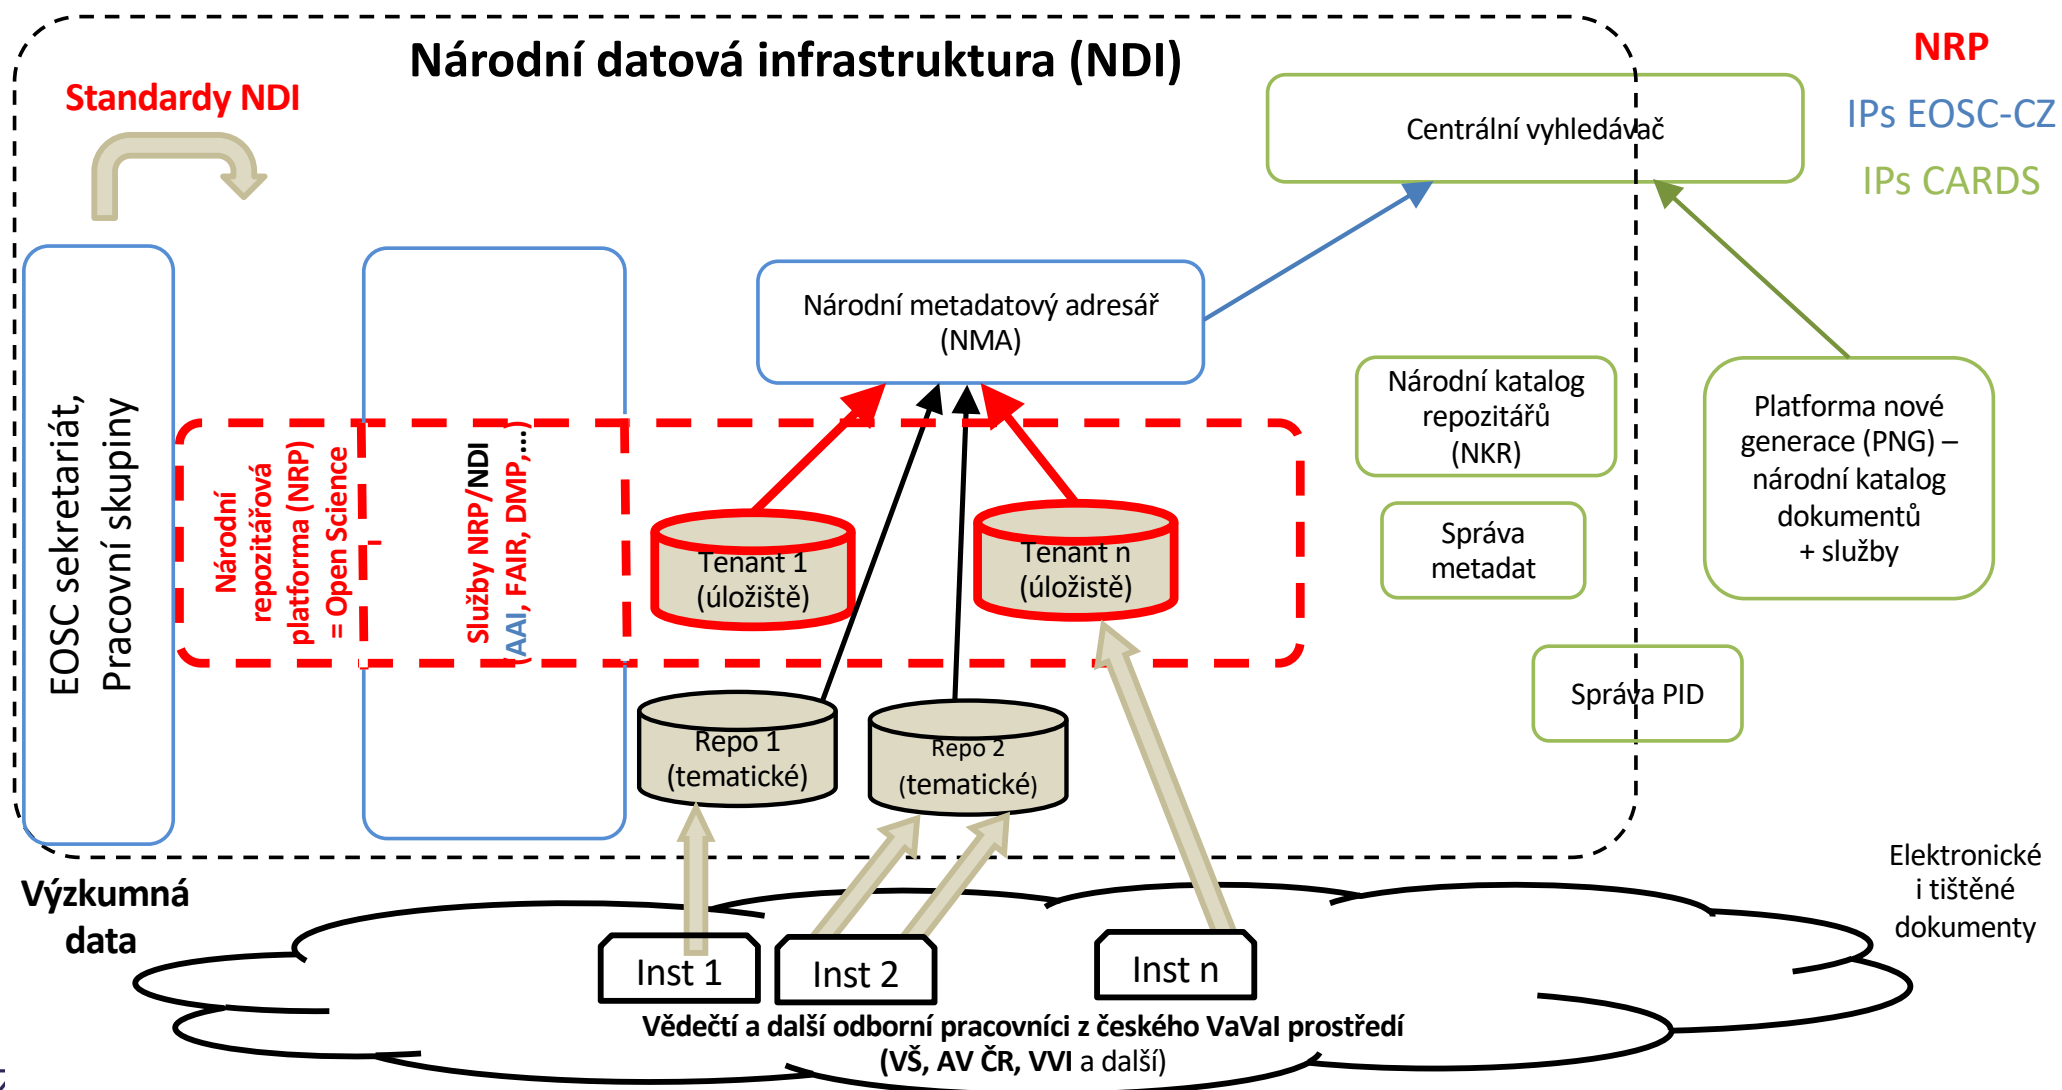 Národní datová infrastruktura (NDI)
NRP
IPs EOSC-CZ
IPs CARDS
Standardy NDI
Centrální vyhledávač
EOSC sekretariát,
Pracovní skupiny
Národní metadatový adresář
(NMA)
Národní katalog
repozitářů
(NKR)
Platforma nové
generace (PNG) –
národní katalog
dokumentů
+ služby
Národní
repozitářová
platforma (NRP)
= Open Science
Služby NRP/NDI
(AAI, FAIR, DMP,...)
Tenant 1
(úložiště)
Tenant n
(úložistě)
Správa
metadat
Správa PID
Repo 1
(tematické)
Repo 2
(tematické)
Výzkumná
data
Elektronické
i tištěné
dokumenty
Inst 1
Inst 2
Inst n
Vědečtí a další odborní pracovníci z českého VaVaI prostředí
(VŠ, AV ČR, VVI a další)